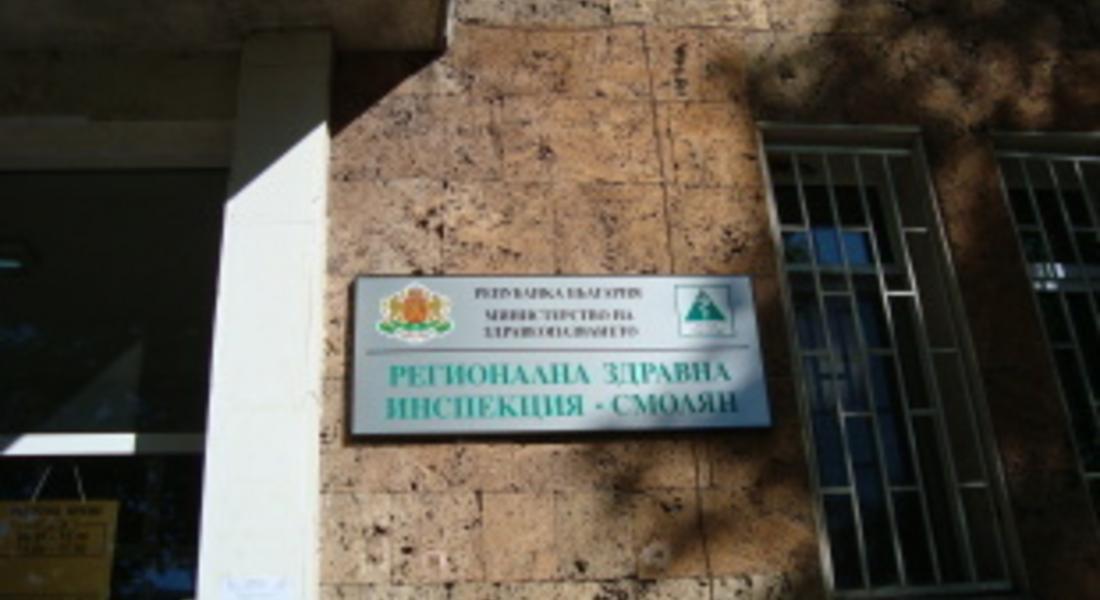 РЕПУБЛИКА БЪЛГАРИЯ
МИНИСТЕРСТВО НА
ЗДРАВЕОПАЗВАНЕТО
РЕГИОНАЛНА ЗДРАВНА
ИНСПЕКЦИЯ - СМОЛЯН